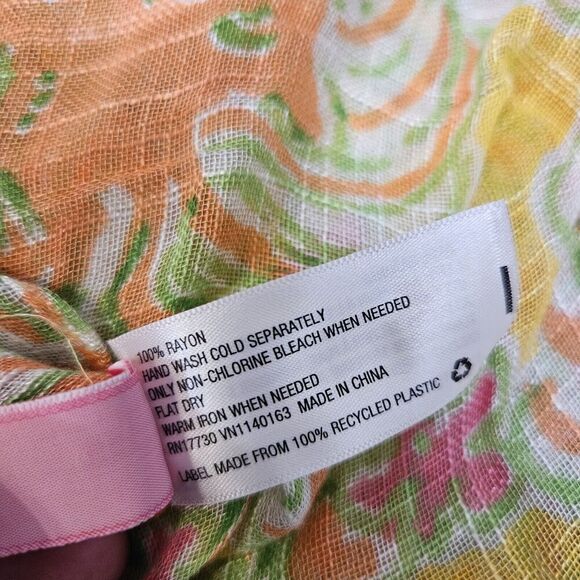 100% RAYON
HAND WASH COLD SEPARATELY
ONLY NON-CHLORINE BLEACH WHEN NEEDED
FLAT DRY
WARM IRON WHEN NEEDED
RN17730 VN1140163 MADE IN CHINA
LABEL MADE FROM 100% RECYCLED PLASTIC